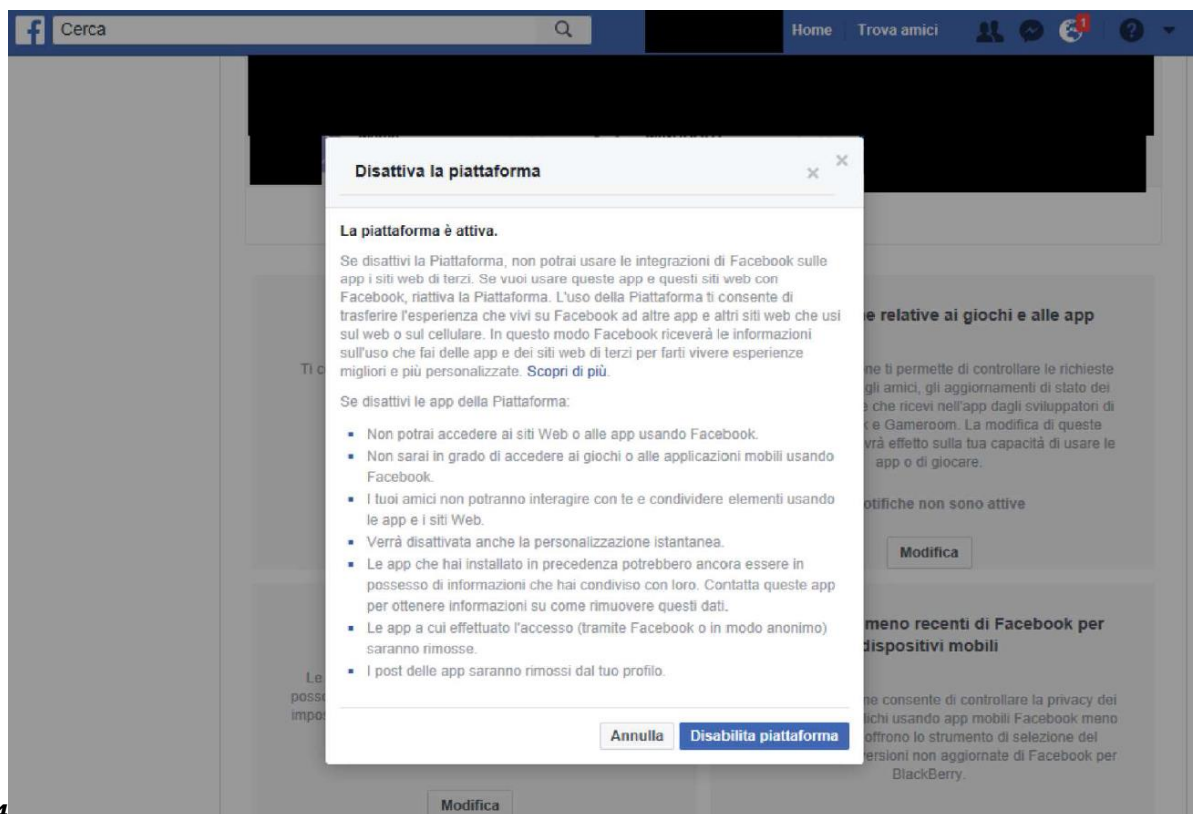 f Cerca Home Trova amici 1 ?
Disattiva la piattaforma
La piattaforma è attiva.
Se disattivi la Piattaforma, non potrai usare le integrazioni di Facebook sulle
app i siti web di terzi. Se vuoi usare queste app e questi siti web con
Facebook, riattiva la Piattaforma. L'uso della Piattaforma ti consente di
trasferire l'esperienza che vivi su Facebook ad altre app e altri siti web che usi
sul web o sul cellulare. In questo modo Facebook riceverà le informazioni
sull'uso che fai delle app e dei siti web di terzi per farti vivere esperienze
migliori e più personalizzate. Scopri di più.
Se disattivi le app della Piattaforma:
Non potrai accedere ai siti Web o alle app usando Facebook.
Non sarai in grado di accedere ai giochi o alle applicazioni mobili usando
Facebook.
I tuoi amici non potranno interagire con te e condividere elementi usando
le app e i siti Web.
Verrà disattivata anche la personalizzazione istantanea.
Le app che hai installato in precedenza potrebbero ancora essere in
possesso di informazioni che hai condiviso con loro. Contatta queste app
per ottenere informazioni su come rimuovere questi dati.
Le app a cui effettuato l'accesso (tramite Facebook o in modo anonimo)
saranno rimosse.
I post delle app saranno rimossi dal tuo profilo.
Annulla Disabilita piattaforma
Ti
Le
Modifica
e relative ai giochi e alle app
ne ti permette di controllare le richieste
gli amici, gli aggiornamenti di stato dei
e che ricevi nell'app dagli sviluppatori di
k e Gameroom. La modifica di queste
vrà effetto sulla tua capacità di usare le
app o di giocare.
otifiche non sono attive
Modifica
meno recenti di Facebook per
dispositivi mobili
ne consente di controllare la privacy dei
lichi usando app mobili Facebook meno
offrono lo strumento di selezione del
versioni non aggiornate di Facebook per
BlackBerry.